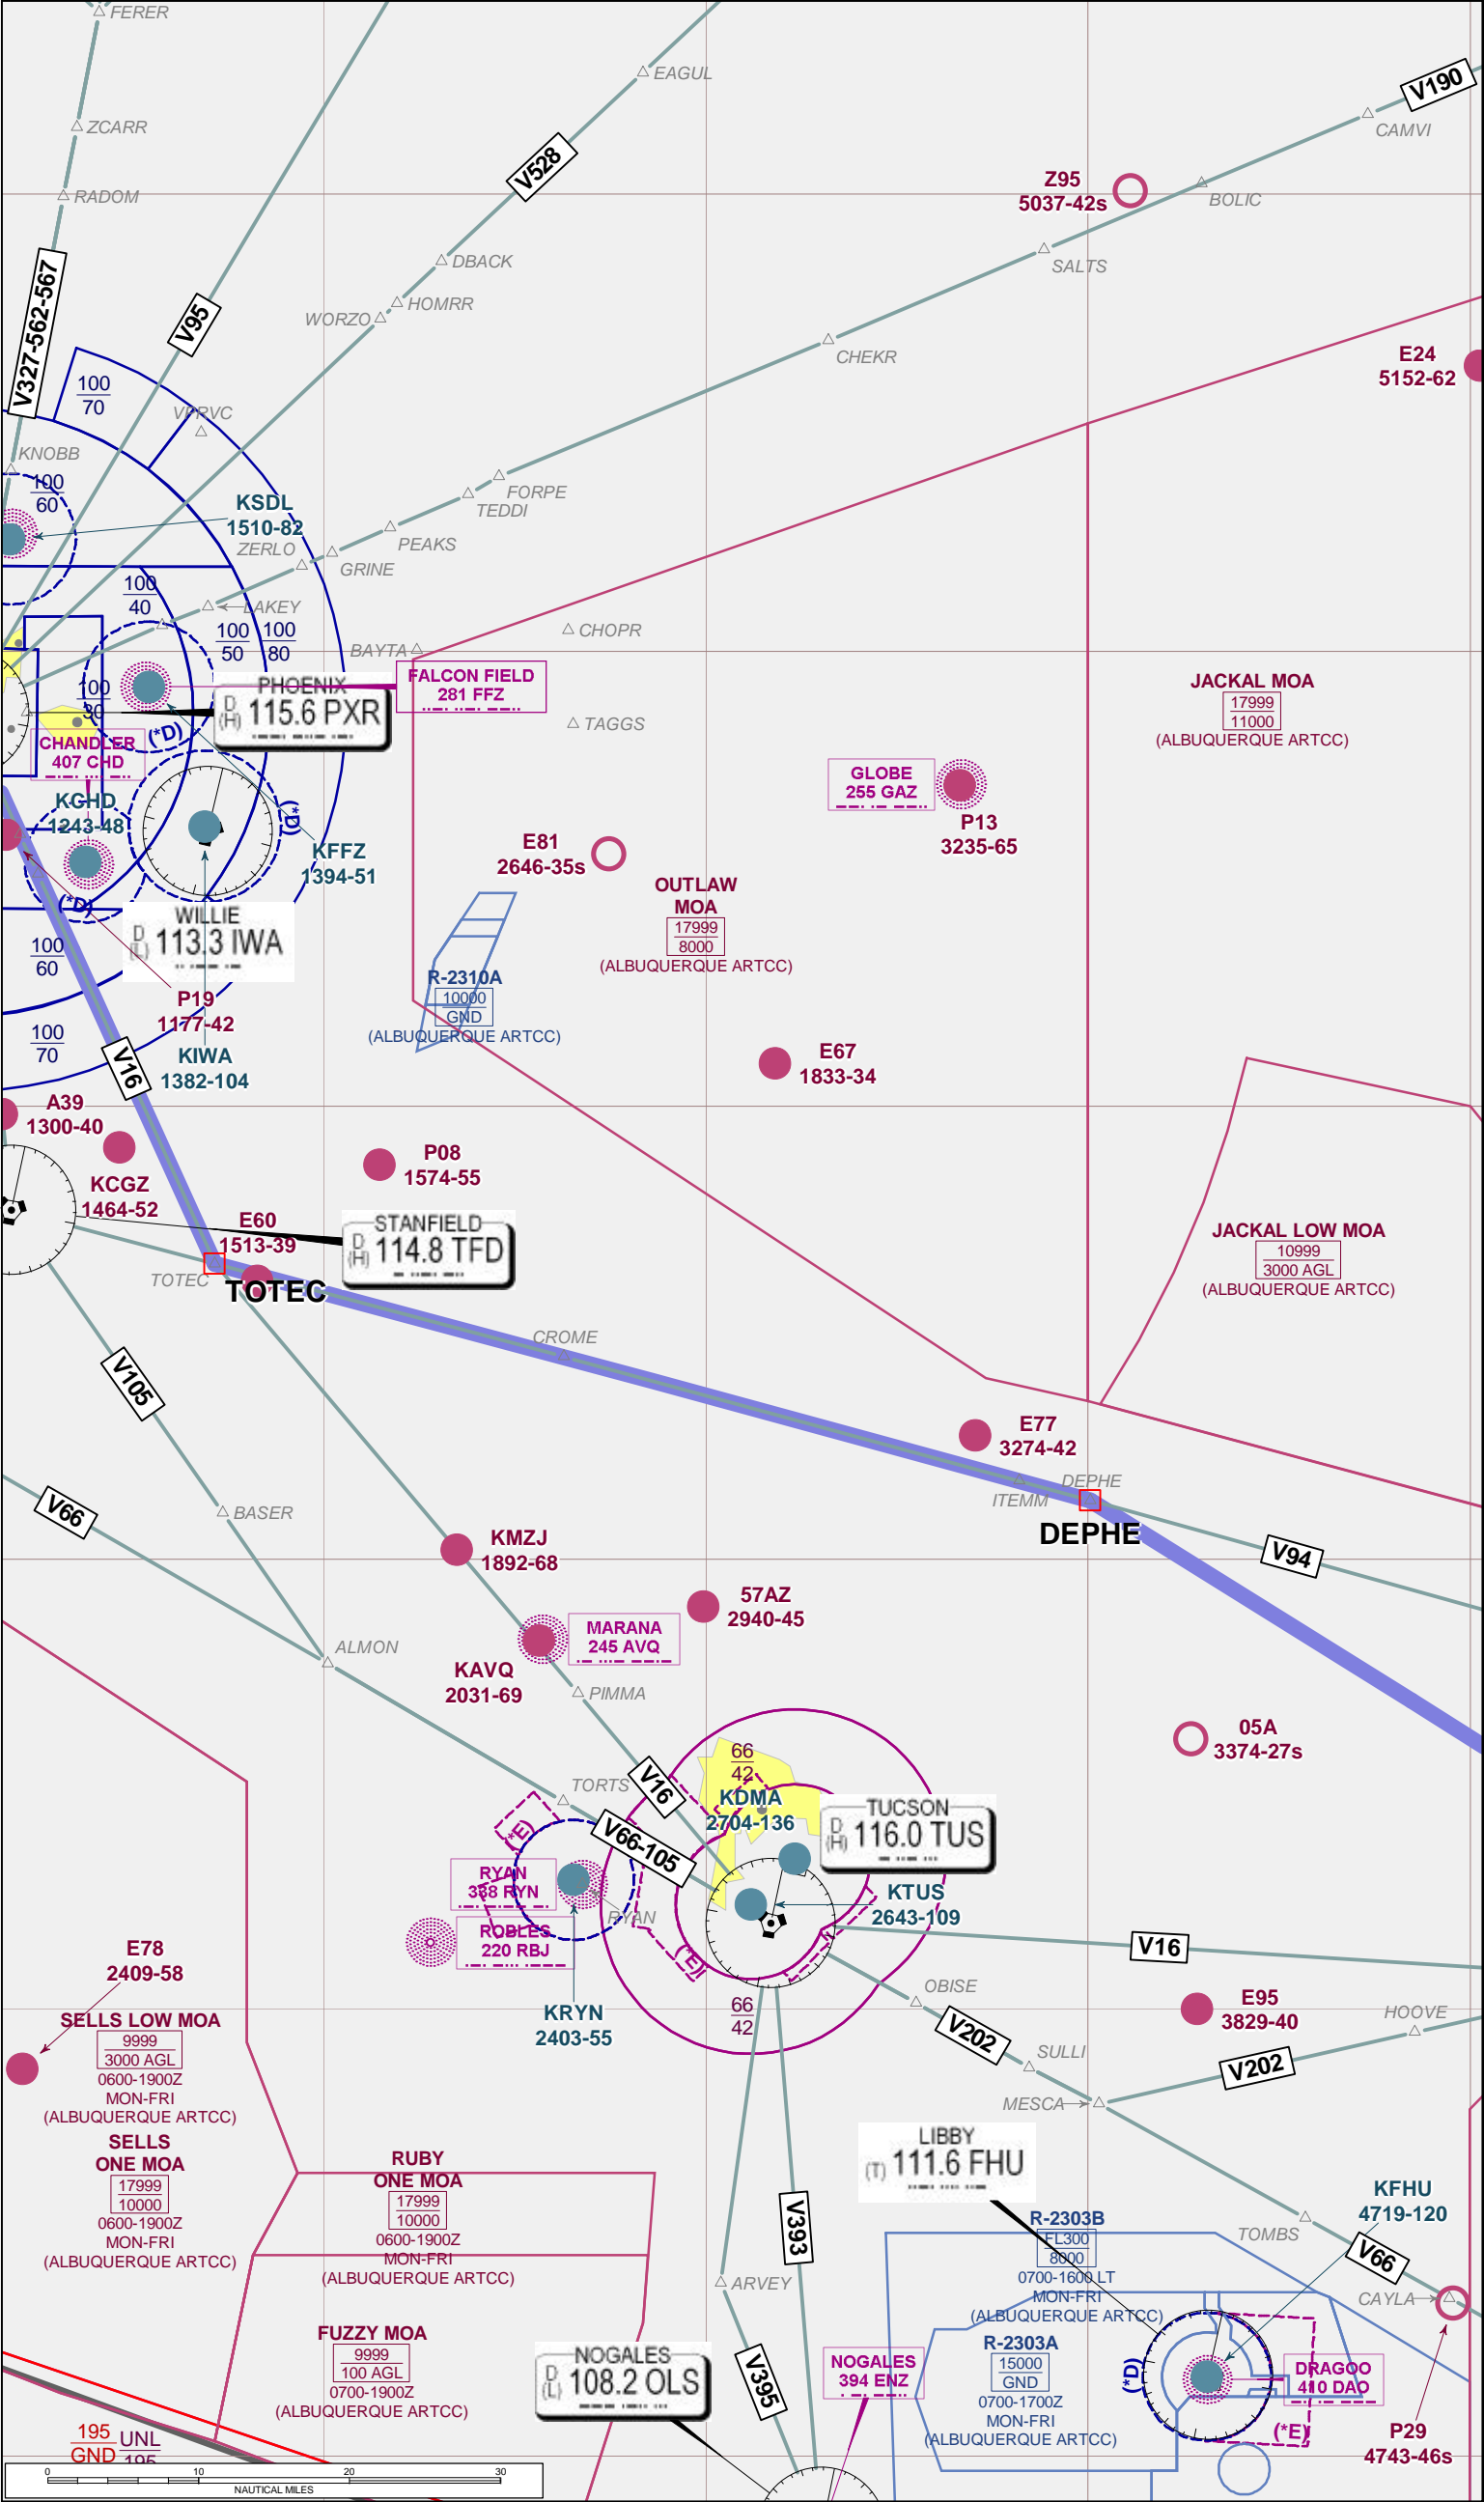 FERER
EAGUL
V190
CAMVI
ZCARR
V528
RADOM
Z95
5037-42s
BOLIC
DBACK
SALTS
V327-562-567
HOMRR
WORZO
V95
CHEKR
E24
5152-62
100
70
VPRVC
KNOBB
100
60
KSDL
1510-82
FORPE
TEDDI
ZERLO
PEAKS
GRINE
100
40
LAKEY
100
50
100
80
CHOPR
BAYTA
PHOENIX
D
(H)
115.6 PXR
FALCON FIELD
281 FFZ
100
30
JACKAL MOA
17999
11000
(ALBUQUERQUE ARTCC)
TAGGS
(*D)
CHANDLER
407 CHD
GLOBE
255 GAZ
KCHD
1243-48
(*D)
P13
3235-65
E81
2646-35s
KFFZ
1394-51
OUTLAW
MOA
17999
8000
(ALBUQUERQUE ARTCC)
(*D)
WILLIE
D
(L)
113.3 IWA
100
60
R-2310A
10000
GND
(ALBUQUERQUE ARTCC)
P19
1177-42
100
70
KIWA
1382-104
V16
E67
1833-34
A39
1300-40
P08
1574-55
KCGZ
1464-52
E60
1513-39
STANFIELD
D
(H)
114.8 TFD
JACKAL LOW MOA
10999
3000 AGL
(ALBUQUERQUE ARTCC)
TOTEC
TOTEC
CROME
V105
E77
3274-42
DEPHE
ITEMM
V66
BASER
DEPHE
KMZJ
1892-68
V94
57AZ
2940-45
MARANA
245 AVQ
ALMON
KAVQ
2031-69
PIMMA
05A
3374-27s
66
42
TORTS
V16
KDMA
2704-136
TUCSON
D
(H)
116.0 TUS
(*E)
V66-105
RYAN
338 RYN
KTUS
2643-109
RYAN
ROBLES
220 RBJ
(*E)
V16
E78
2409-58
OBISE
KRYN
2403-55
66
42
V202
E95
3829-40
HOOVE
SELLS LOW MOA
9999
3000 AGL
0600-1900Z
MON-FRI
(ALBUQUERQUE ARTCC)
SULLI
V202
MESCA
SELLS
ONE MOA
17999
10000
0600-1900Z
MON-FRI
(ALBUQUERQUE ARTCC)
RUBY
ONE MOA
17999
10000
0600-1900Z
MON-FRI
(ALBUQUERQUE ARTCC)
LIBBY
(T)
111.6 FHU
KFHU
4719-120
V393
R-2303B
FL300
8000
0700-1600 LT
MON-FRI
(ALBUQUERQUE ARTCC)
TOMBS
V66
ARVEY
CAYLA
FUZZY MOA
9999
100 AGL
0700-1900Z
(ALBUQUERQUE ARTCC)
NOGALES
D
(L)
108.2 OLS
V395
NOGALES
394 ENZ
R-2303A
15000
GND
0700-1700Z
MON-FRI
(ALBUQUERQUE ARTCC)
(*D)
DRAGOO
410 DAO
(*E)
P29
4743-46s
195
GND
UNL
195
0 10 20 30
NAUTICAL MILES